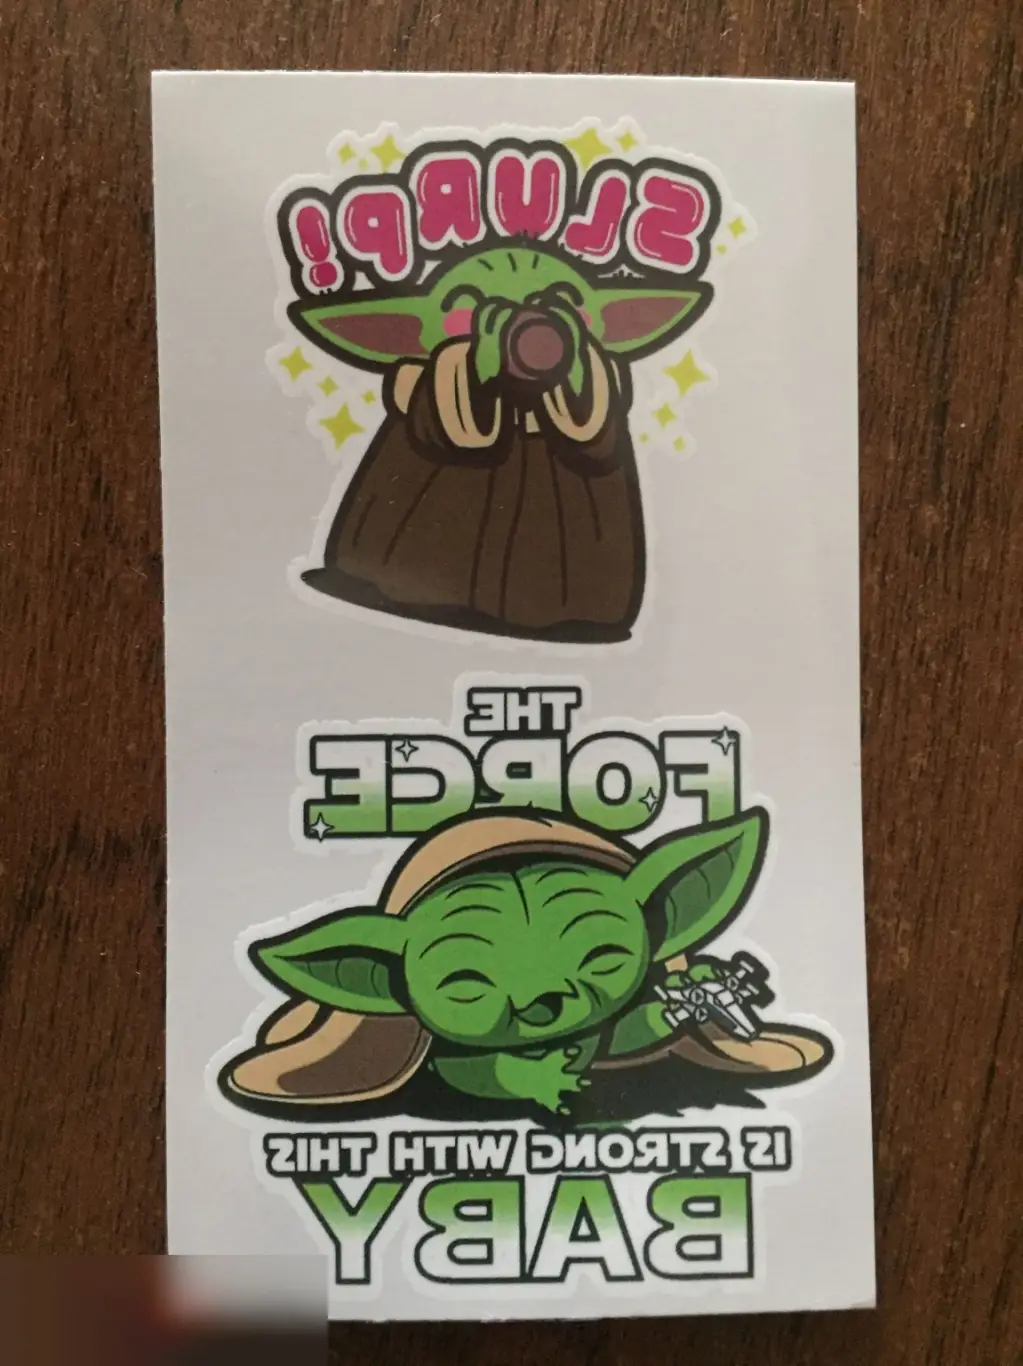 SLURP!
THE
FORCE
IS STRONG WITH THIS
BABY